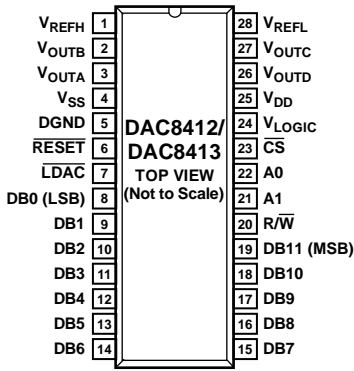 VREFH 1 28 VREFL
VOUTB 2 27 VOUTC
VOUTA 3 26 VOUTD
VSS 4 25 VDD
DGND 5 24 VLOGIC
RESET 6 23 CS
LDAC 7 22 A0
DB0 (LSB) 8 21 A1
DB1 9 20 R/W
DB2 10 19 DB11 (MSB)
DB3 11 18 DB10
DB4 12 17 DB9
DB5 13 16 DB8
DB6 14 15 DB7
DAC8412/
DAC8413
TOP VIEW
(Not to Scale)